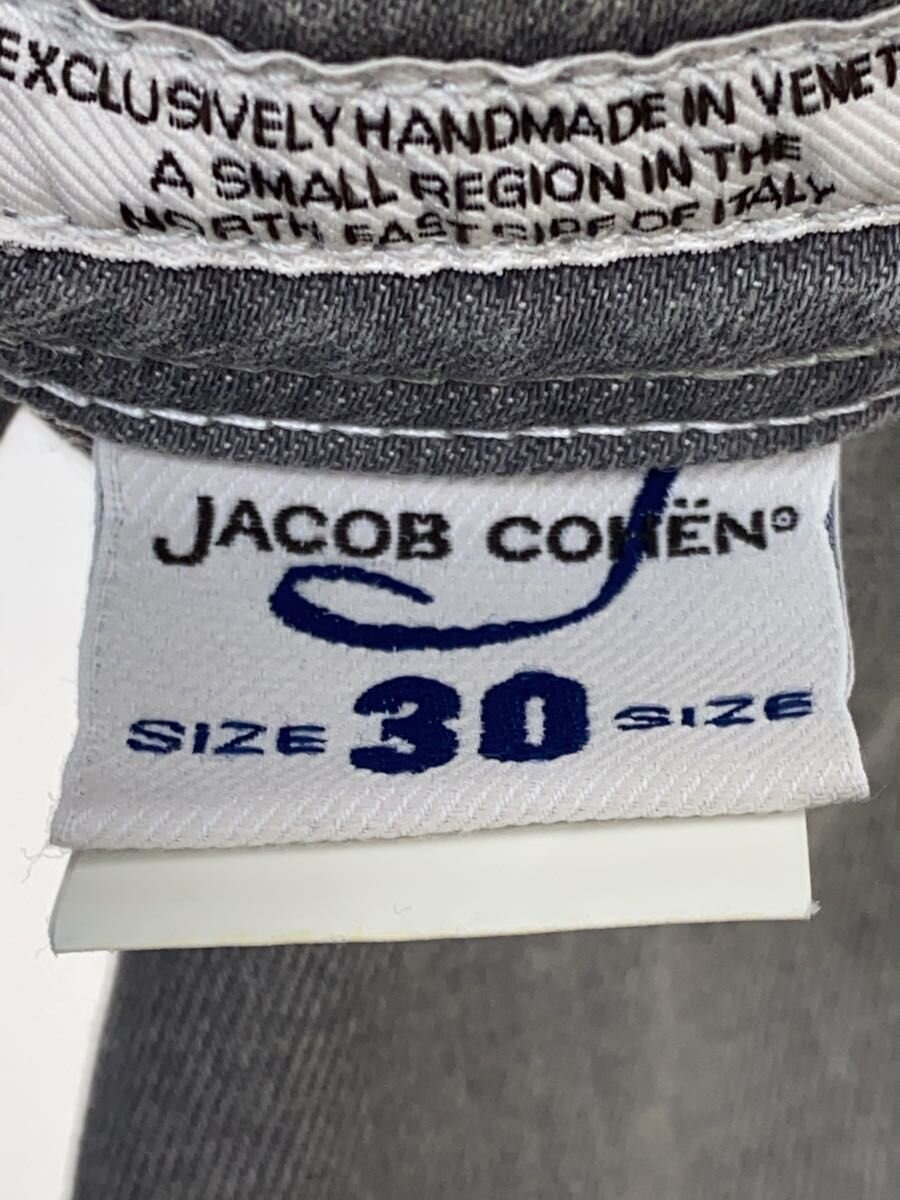 EXCLUSIVELY HANDMADE IN VENET
A SMALL REGION IN THE
NORTH EAST SIDE OF ITALY
JACOB COHËN®
SIZE 30 SIZE